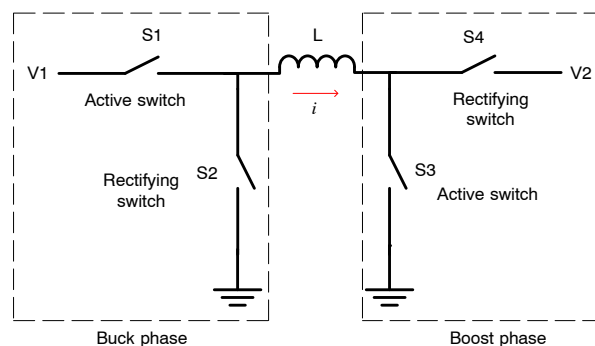 S1
L
S4
V1
V2
Active switch
i
Rectifying
switch
Rectifying
switch
S2
S3
Active switch
Buck phase
Boost phase